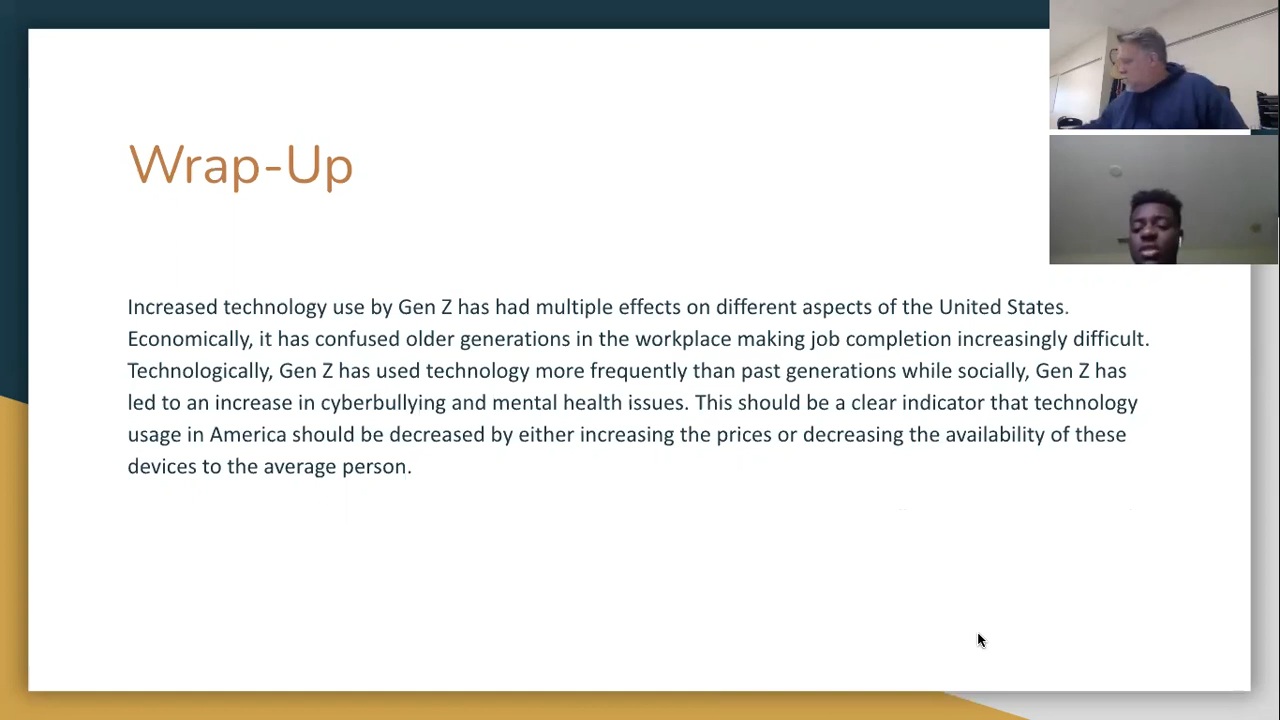 Wrap-Up
Increased technology use by Gen Z has had multiple effects on different aspects of the United States.
Economically, it has confused older generations in the workplace making job completion increasingly difficult.
Technologically, Gen Z has used technology more frequently than past generations while socially, Gen Z has
led to an increase in cyberbullying and mental health issues. This should be a clear indicator that technology
usage in America should be decreased by either increasing the prices or decreasing the availability of these
devices to the average person.